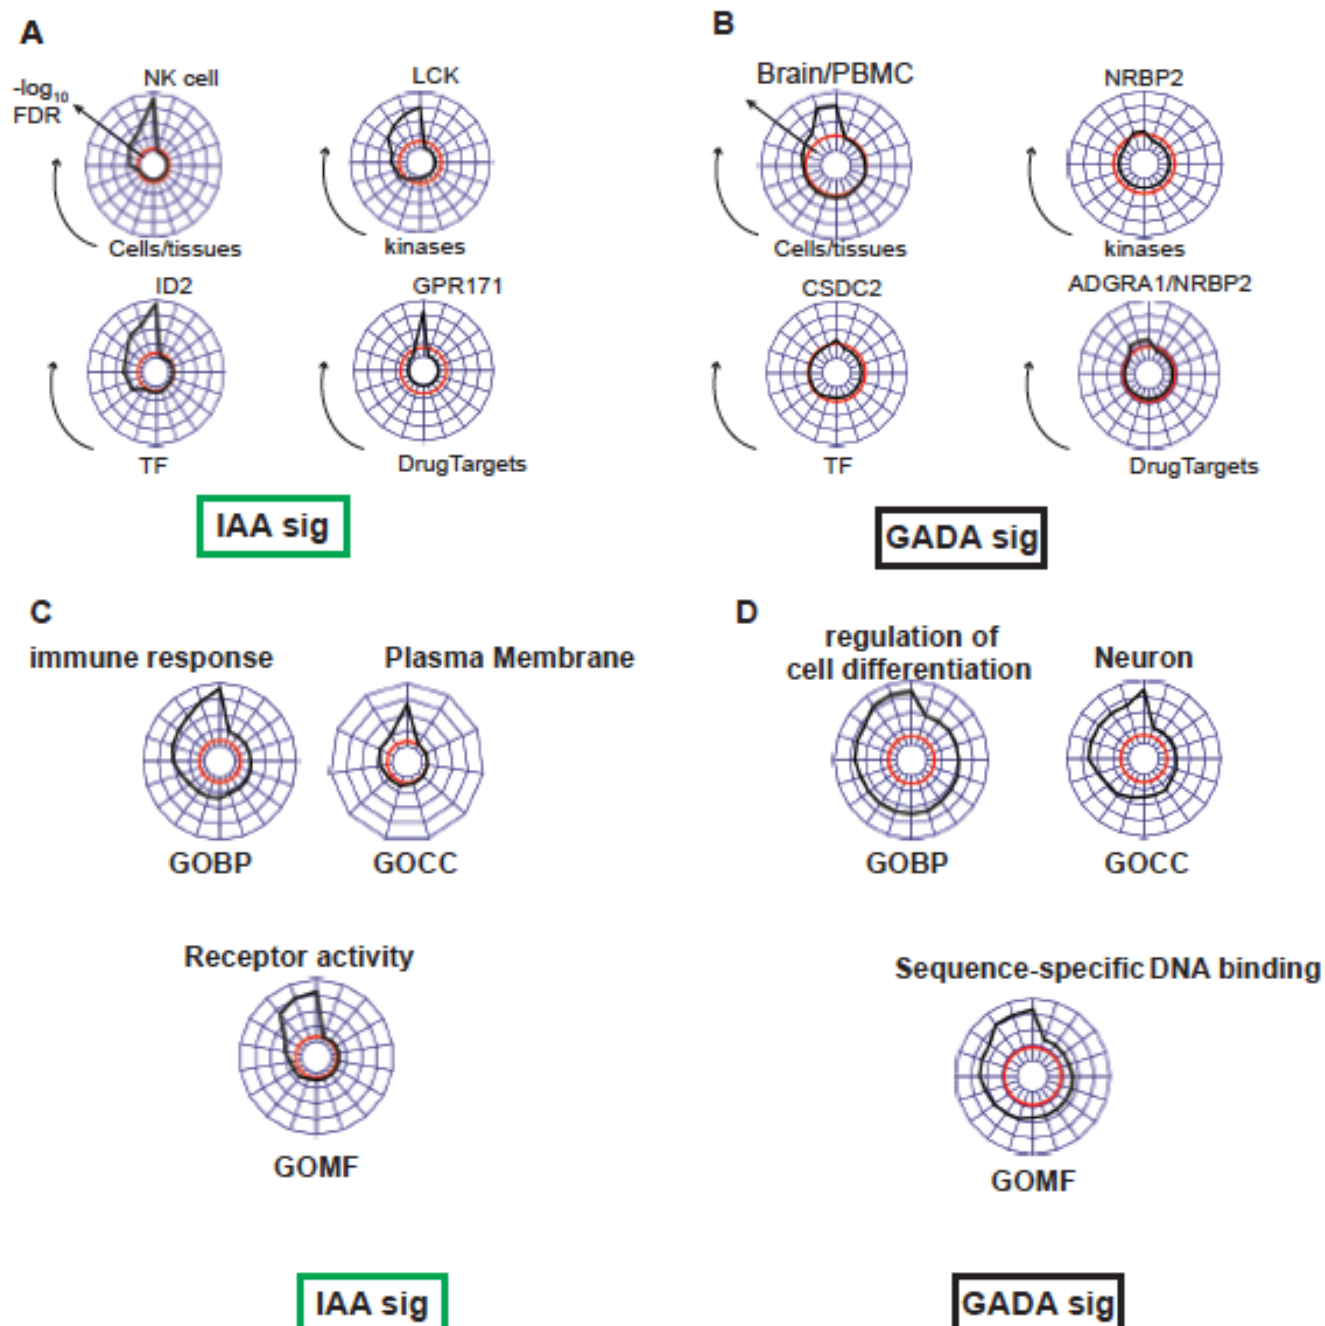 A
NK cell
-log10
FDR
Cells/tissues
LCK
kinases
ID2
TF
GPR171
DrugTargets
IAA sig
B
Brain/PBMC
Cells/tissues
NRBP2
kinases
CSDC2
TF
ADGRA1/NRBP2
DrugTargets
GADA sig
C
immune response
GOBP
Plasma Membrane
GOCC
Receptor activity
GOMF
IAA sig
D
regulation of
cell differentiation
GOBP
Neuron
GOCC
Sequence-specific DNA binding
GOMF
GADA sig